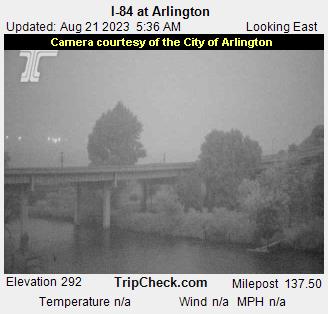 I-84 at Arlington
Updated: Aug 21 2023 5:36 AM Looking East
Camera courtesy of the City of Arlington
Elevation 292 TripCheck.com Milepost 137.50
Temperature n/a Wind n/a MPH n/a